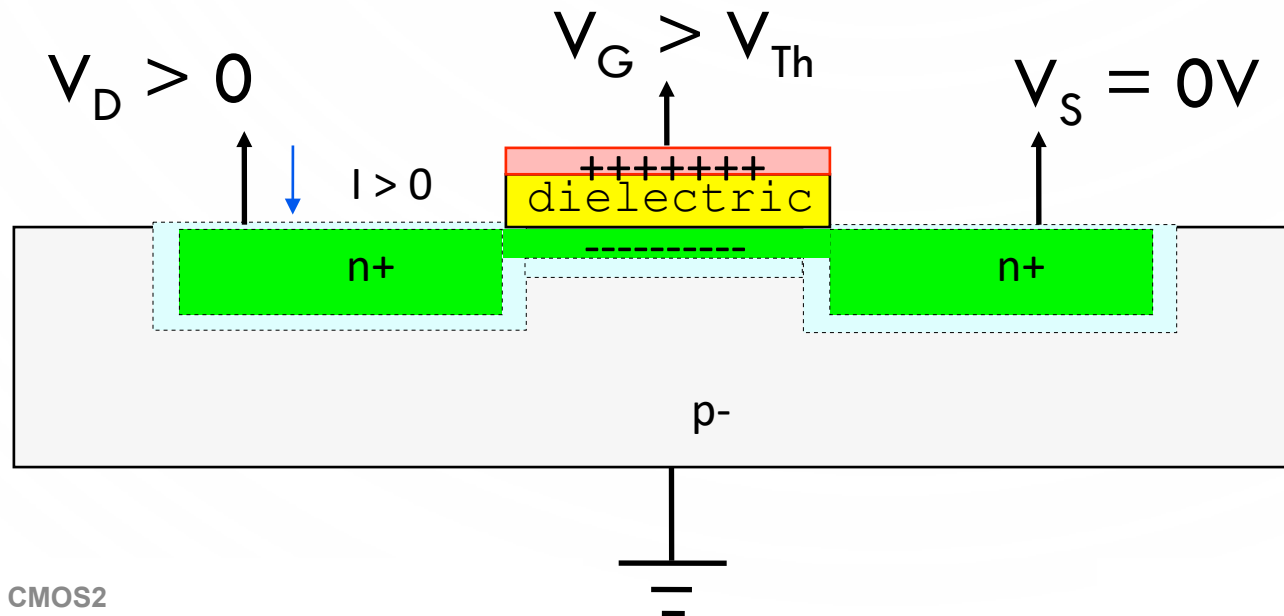 V_G > V_Th
V_D > 0
V_S = 0V
I > 0
+++++++
dielectric
----------
n+
n+
p-
CMOS2